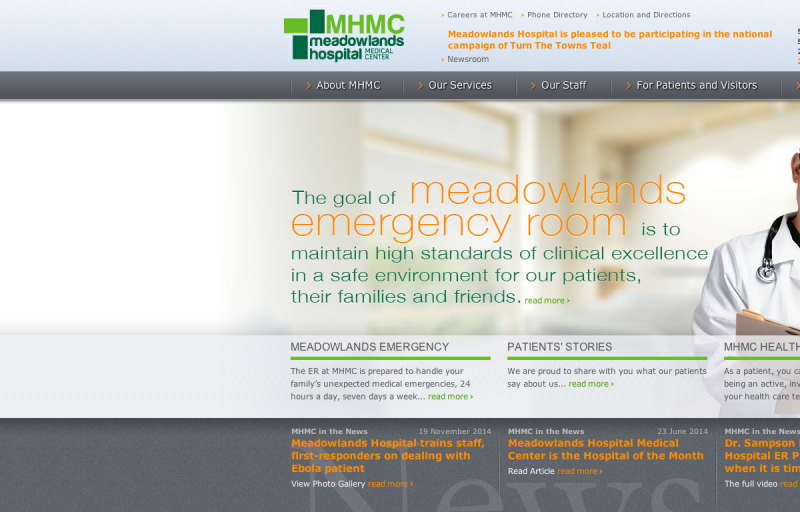 MHMC
meadowlands
hospital MEDICAL CENTER
Careers at MHMC Phone Directory Location and Directions
Meadowlands Hospital is pleased to be participating in the national
campaign of Turn The Towns Teal
Newsroom
About MHMC Our Services Our Staff For Patients and Visitors
The goal of meadowlands
emergency room is to
maintain high standards of clinical excellence
in a safe environment for our patients,
their families and friends. read more
MEADOWLANDS EMERGENCY
The ER at MHMC is prepared to handle your
family's unexpected medical emergencies, 24
hours a day, seven days a week... read more
PATIENTS' STORIES
We are proud to share with you what our patients
say about us... read more
MHMC HEALTH
As a patient, you ca
being an active, inv
your health care te
MHMC in the News 19 November 2014
Meadowlands Hospital trains staff,
first-responders on dealing with
Ebola patient
View Photo Gallery read more
MHMC in the News 23 June 2014
Meadowlands Hospital Medical
Center is the Hospital of the Month
Read Article read more
MHMC in the News
Dr. Sampson
Hospital ER P
when it is tim
The full video read
News